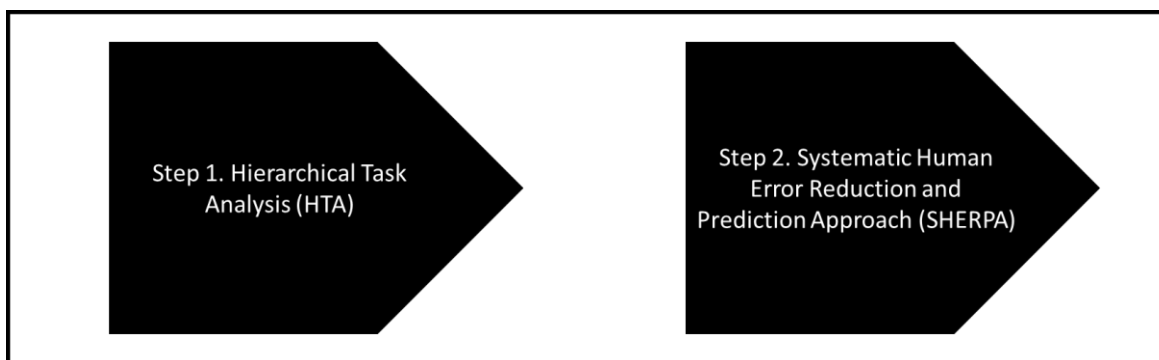 Step 1. Hierarchical Task
Analysis (HTA)
Step 2. Systematic Human
Error Reduction and
Prediction Approach (SHERPA)